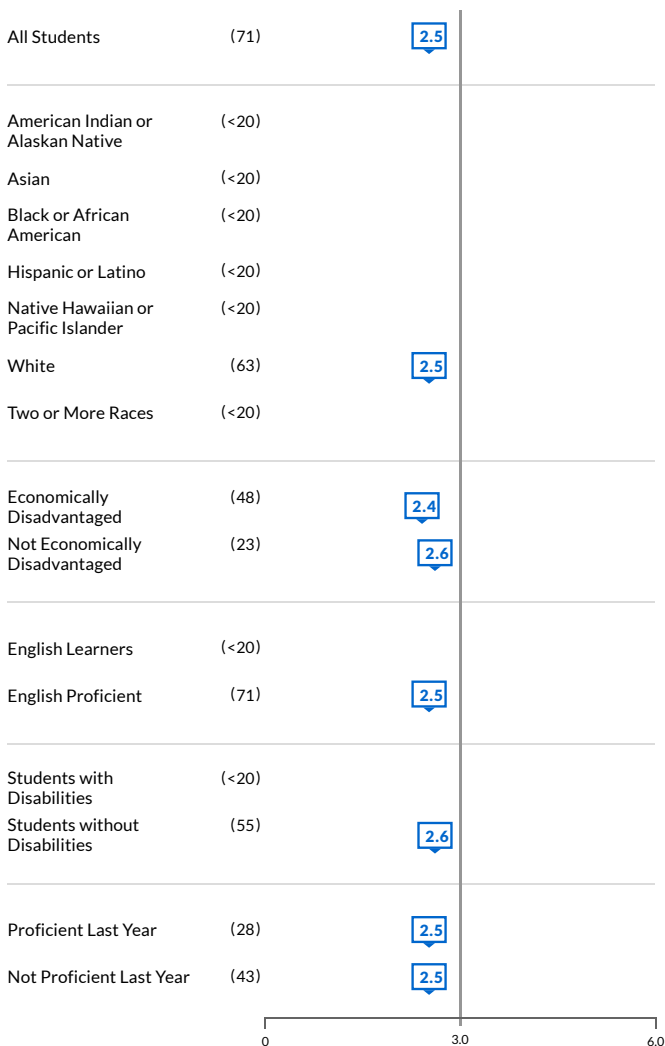 All Students (71) 2.5
American Indian or (<20)
Alaskan Native
Asian (<20)
Black or African (<20)
American
Hispanic or Latino (<20)
Native Hawaiian or (<20)
Pacific Islander
White (63) 2.5
Two or More Races (<20)
Economically (48) 2.4
Disadvantaged
Not Economically (23) 2.6
Disadvantaged
English Learners (<20)
English Proficient (71) 2.5
Students with (<20)
Disabilities
Students without (55) 2.6
Disabilities
Proficient Last Year (28) 2.5
Not Proficient Last Year (43) 2.5
0 3.0 6.0